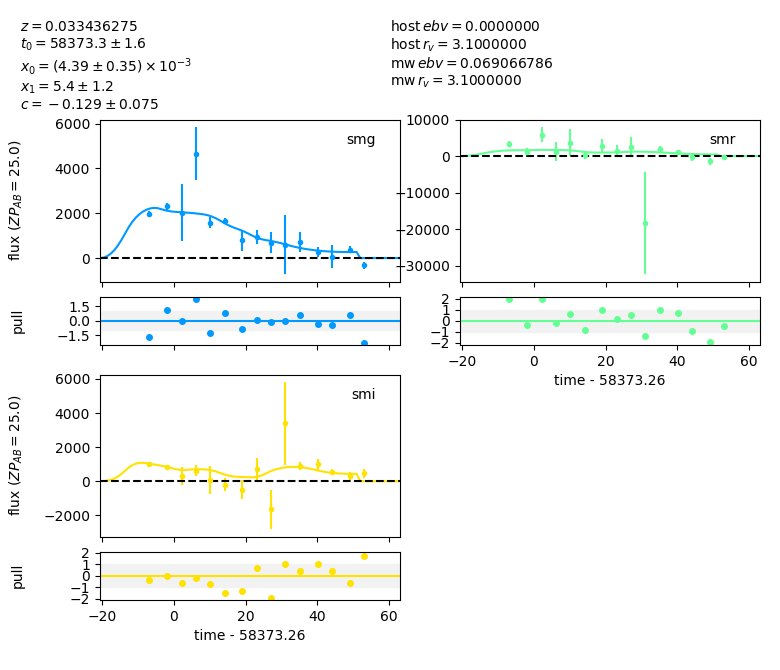 z = 0.033436275
t₀ = 58373.3 ± 1.6
x₀ = (4.39 ± 0.35) × 10⁻³
x₁ = 5.4 ± 1.2
c = −0.129 ± 0.075
host ebv = 0.0000000
host r_v = 3.1000000
mw ebv = 0.069066786
mw r_v = 3.1000000
smg
flux (ZP_AB = 25.0)
6000
4000
2000
0
smr
10000
0
−10000
−20000
−30000
pull
1.5
0.0
−1.5
2
1
0
−1
−2
−20
0
20
40
60
time - 58373.26
smi
flux (ZP_AB = 25.0)
6000
4000
2000
0
−2000
pull
2
1
0
−1
−2
−20
0
20
40
60
time - 58373.26